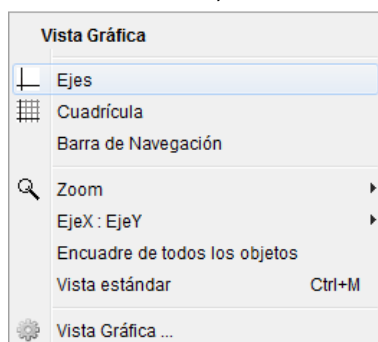 Vista Gráfica
Ejes
Cuadrícula
Barra de Navegación
Zoom
EjeX : EjeY
Encuadre de todos los objetos
Vista estándar Ctrl+M
Vista Gráfica ...